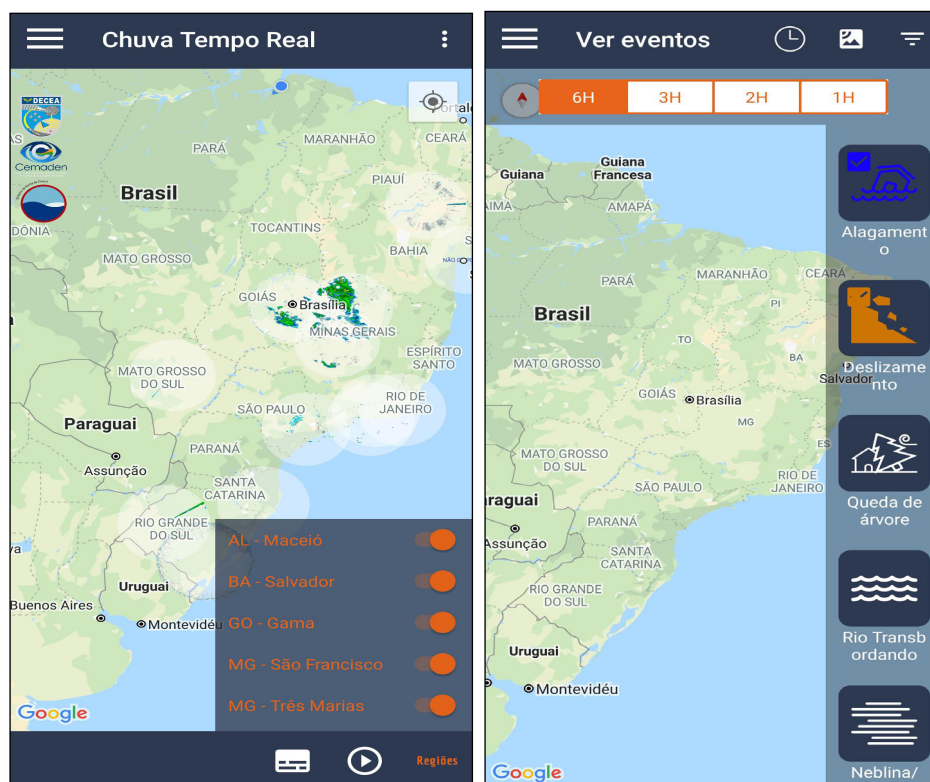 Chuva Tempo Real
DECEA
Cemaden
PARÁ
MARANHÃO
CEARÁ
PIAUÍ
Brasil
TOCANTINS
BAHIA
MATO GROSSO
GOIÁS
Brasília
MINAS GERAIS
ESPÍRITO
SANTO
MATO GROSSO
DO SUL
RIO DE
JANEIRO
SÃO PAULO
Paraguai
PARANÁ
Assunção
SANTA
CATARINA
RIO GRANDE
DO SUL
AL - Maceió
BA - Salvador
Uruguai
Buenos Aires
Montevidéu
GO - Gama
MG - São Francisco
MG - Três Marias
Google
Regiões
Ver eventos
6H 3H 2H 1H
Guiana
Guiana
Francesa
AMAPÁ
Alagament
o
PARÁ
MARANHÃO
CEARÁ
Brasil
PI
TO
MATO GROSSO
BA
Salvador
Deslizame
nto
GOIÁS
Brasília
MG
MATO GROSSO
DO SUL
ES
SÃO PAULO
RIO DE
JANEIRO
Queda de
árvore
raguai
PARANÁ
Assunção
SANTA
CATARINA
RIO GRANDE
DO SUL
Rio Transb
ordando
Uruguai
Montevidéu
Google
Neblina/